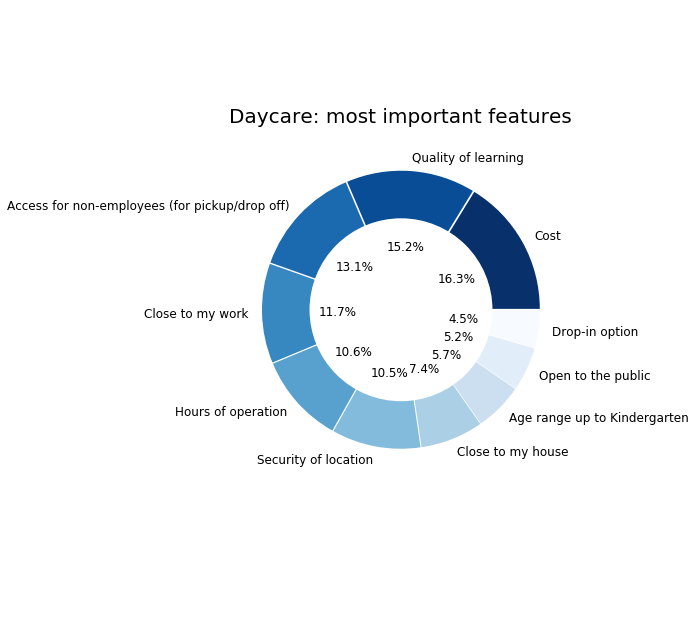 Daycare: most important features
Quality of learning
Access for non-employees (for pickup/drop off)
Cost
15.2%
13.1%
16.3%
Close to my work
11.7%
4.5%
Drop-in option
5.2%
10.6%
5.7%
7.4%
10.5%
Open to the public
Hours of operation
Age range up to Kindergarten
Close to my house
Security of location